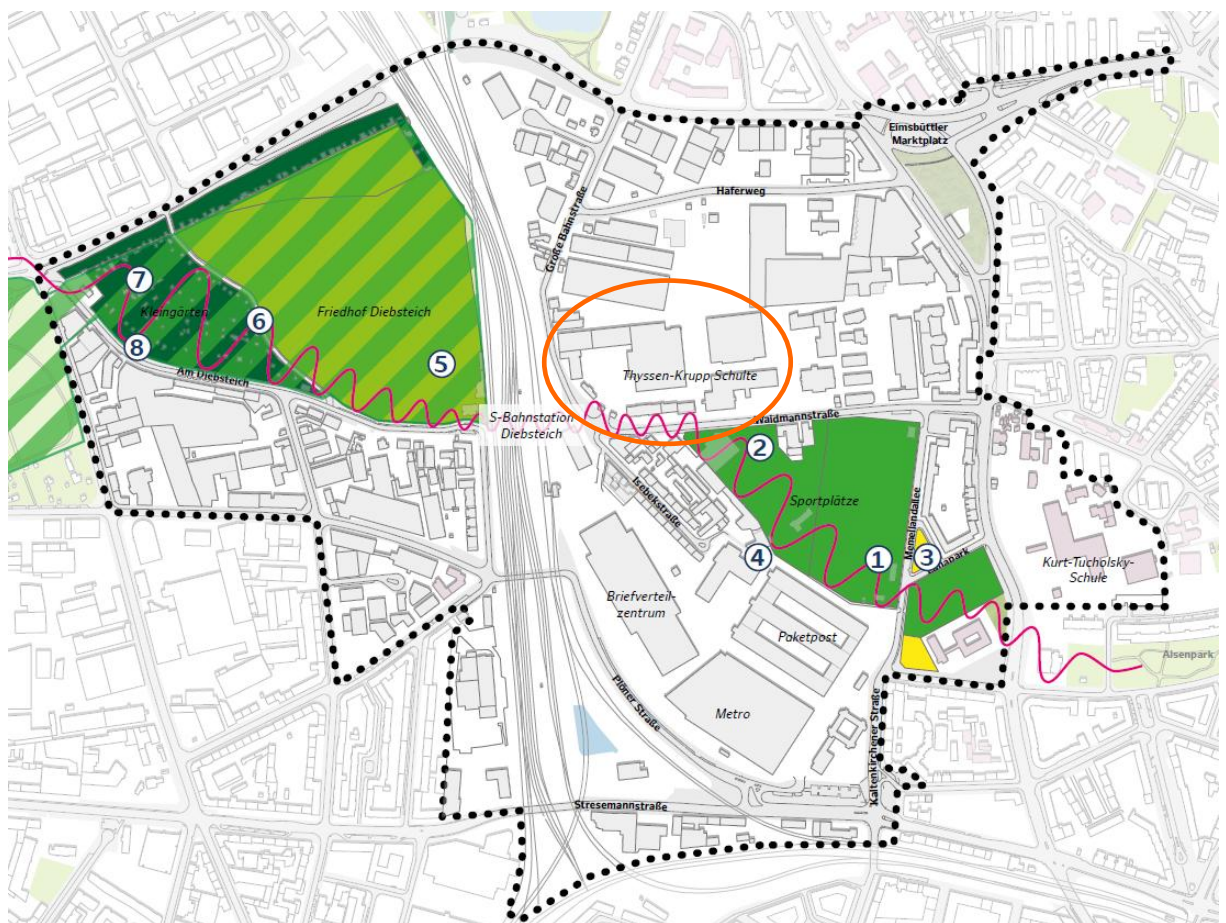 Eimsbüttler
Marktplatz
Haferweg
Große Bahnstraße
7
Kleingärten
6
Friedhof Diebsteich
8
5
Am Diebsteich
Thyssen-Krupp Schulte
S-Bahnstation
Diebsteich
Waidmannstraße
2
Isebekstraße
Sportplätze
Memellandallee
4
1
3
Kurt-Tucholsky-
Schule
Briefverteil-
zentrum
Paketpost
Alsenpark
Plöner Straße
Metro
Kaltenkirchener Straße
Stresemannstraße